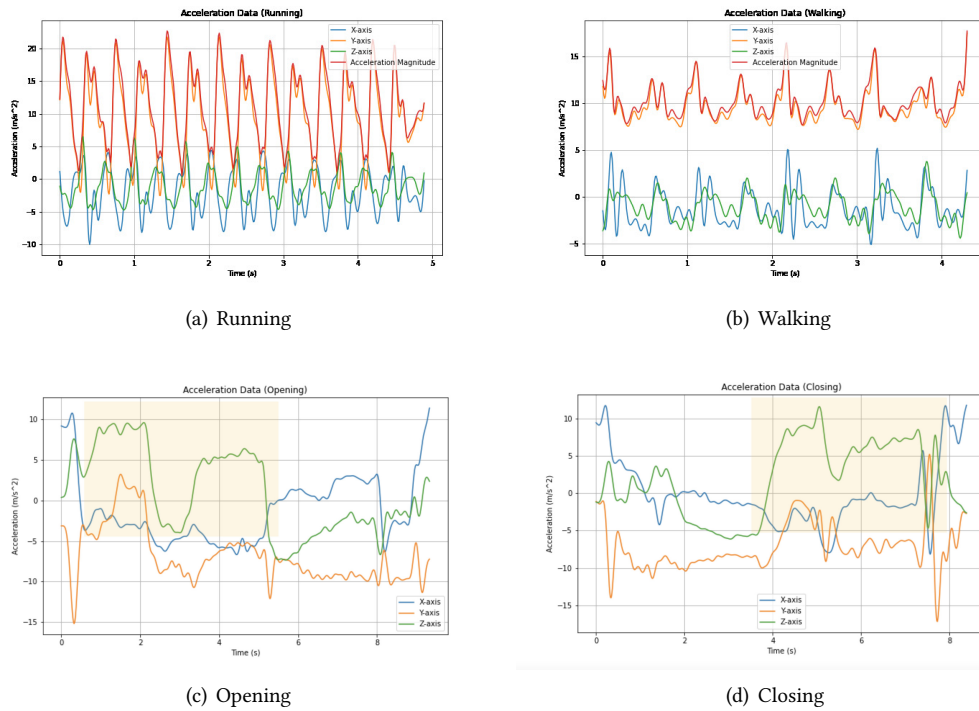 Acceleration Data (Running)
X-axis
Y-axis
Z-axis
Acceleration Magnitude
Acceleration (m/s^2)
20
15
10
5
0
−5
−10
0
1
2
3
4
5
Time (s)
(a) Running
Acceleration Data (Walking)
X-axis
Y-axis
Z-axis
Acceleration Magnitude
Acceleration (m/s^2)
15
10
5
0
−5
0
1
2
3
4
Time (s)
(b) Walking
Acceleration Data (Opening)
Acceleration (m/s^2)
10
5
0
−5
−10
−15
X-axis
Y-axis
Z-axis
0
2
4
6
8
Time (s)
(c) Opening
Acceleration Data (Closing)
Acceleration (m/s^2)
10
5
0
−5
−10
−15
X-axis
Y-axis
Z-axis
0
2
4
6
8
Time (s)
(d) Closing